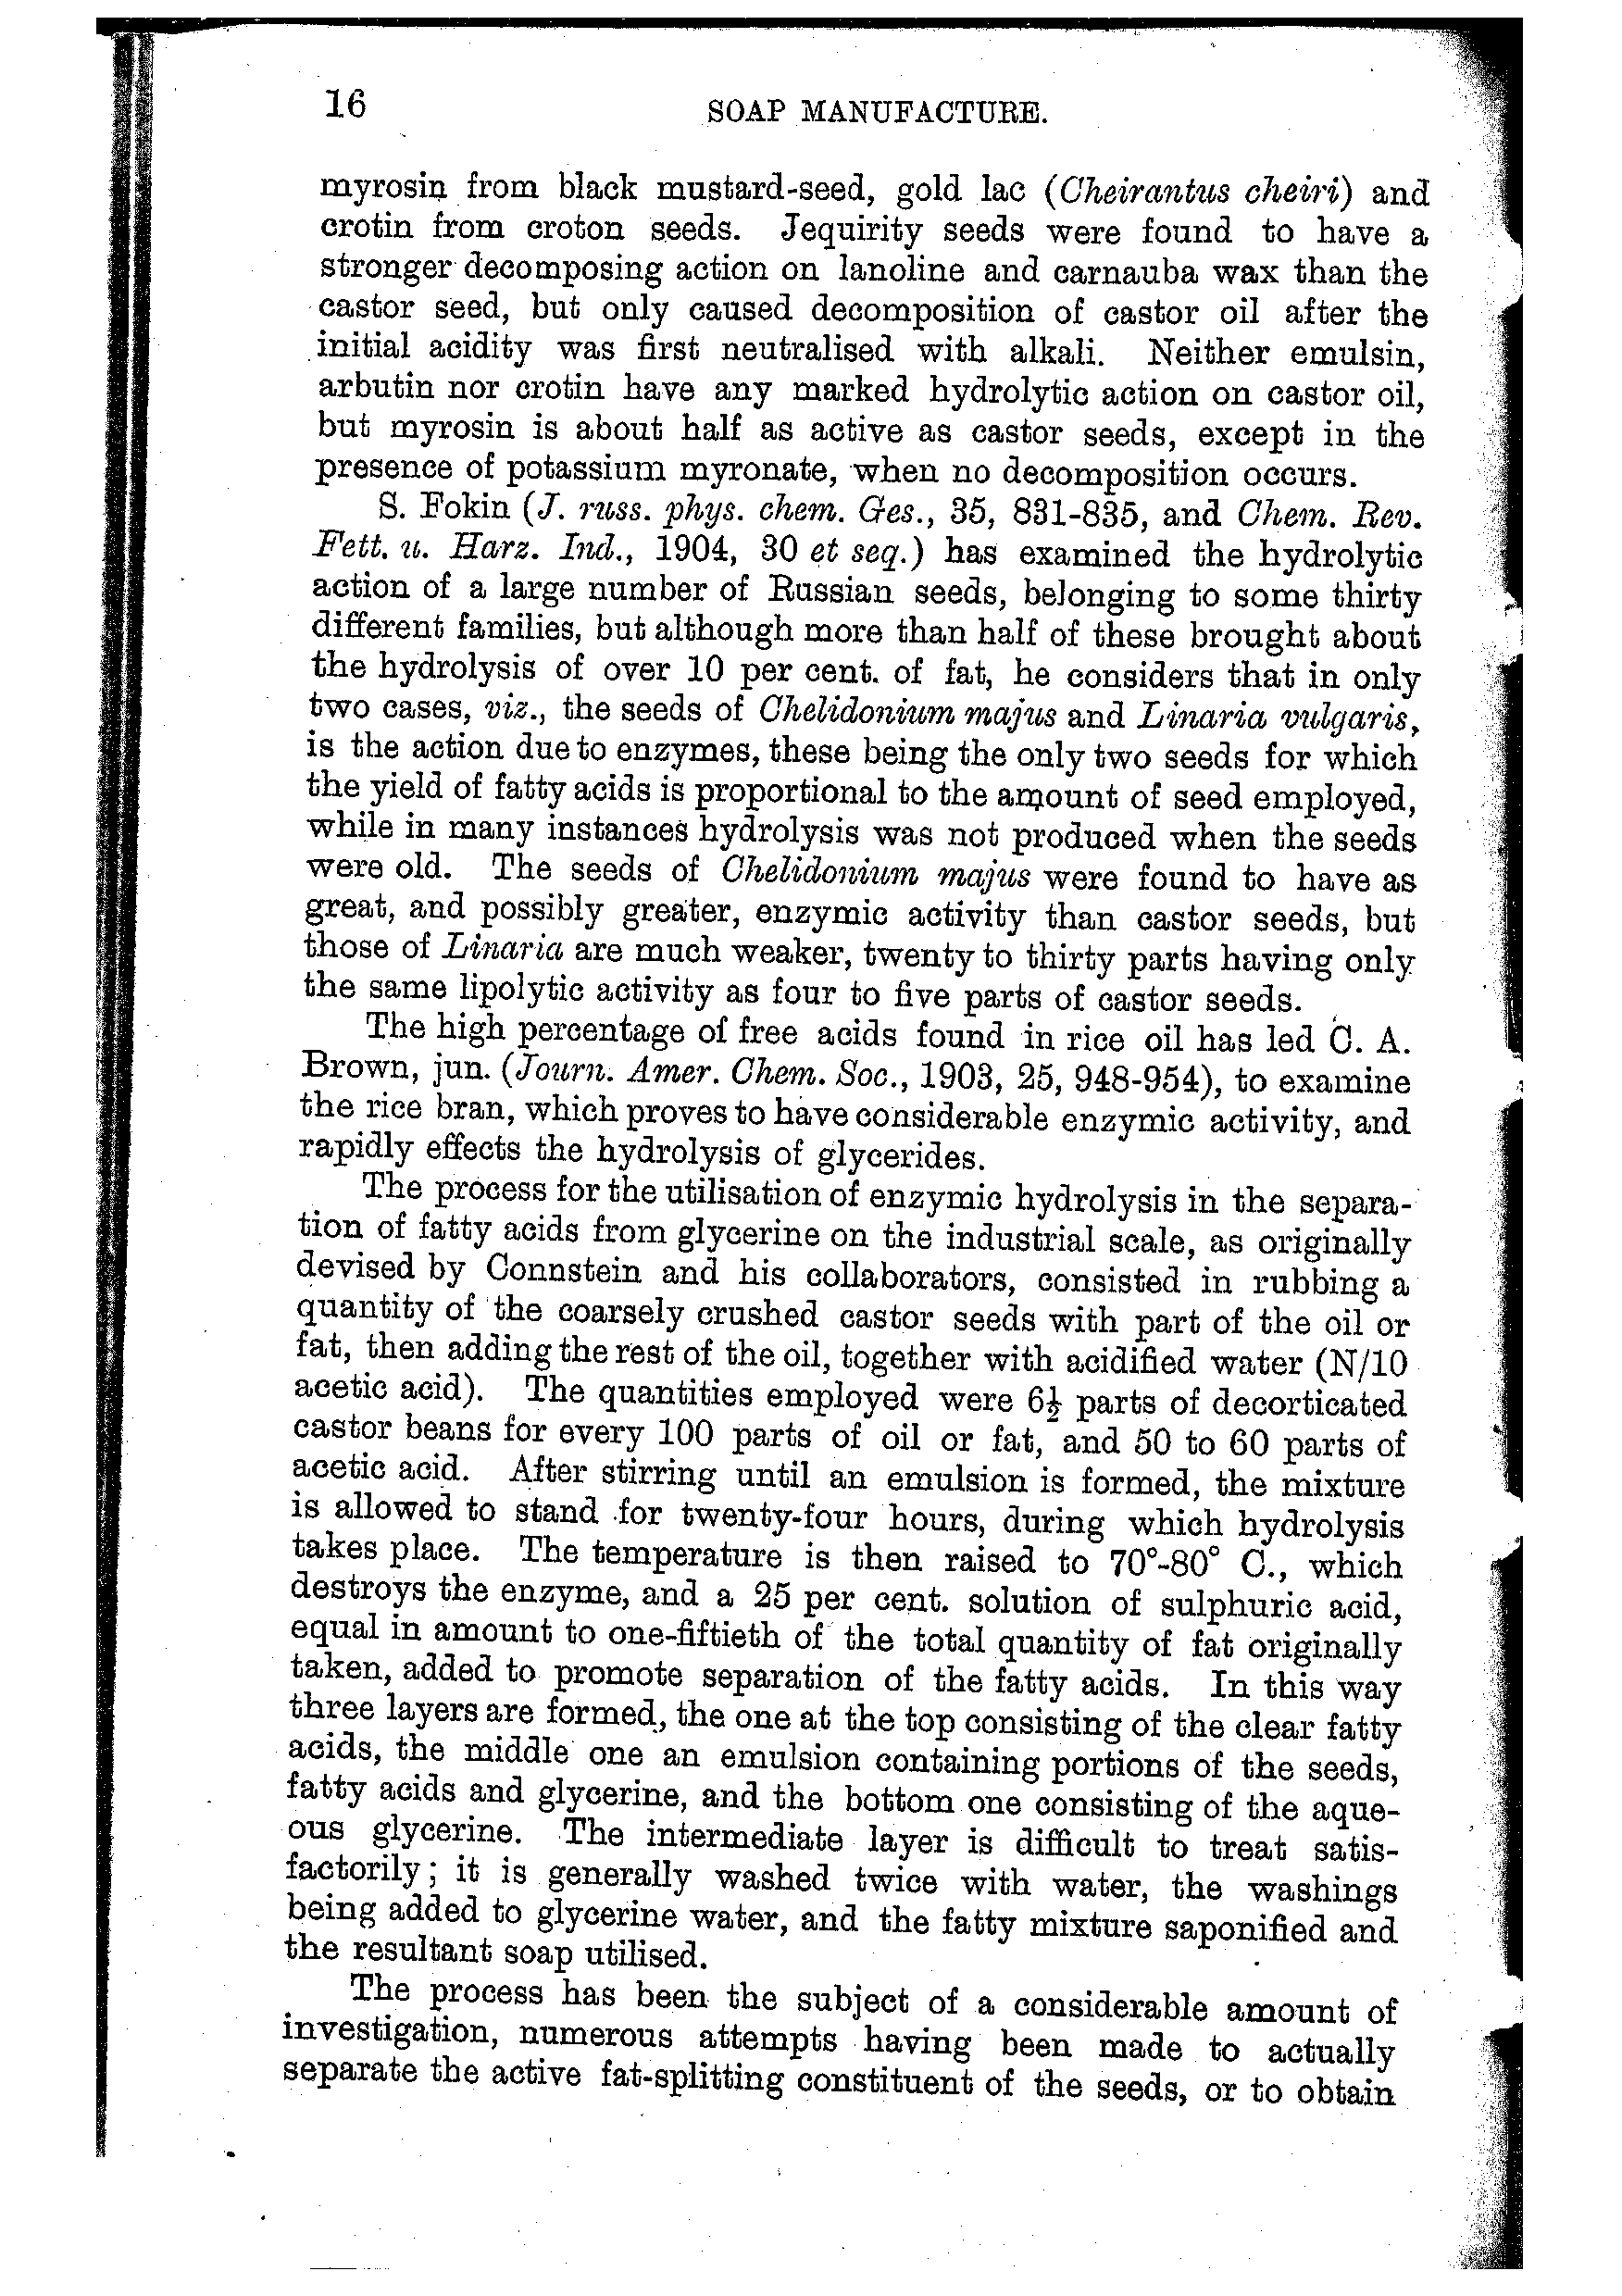 16 SOAP MANUFACTURE.
myrosin from black mustard-seed, gold lac (Cheirantus cheiri) and
crotin from croton seeds. Jequirity seeds were found to have a
stronger decomposing action on lanoline and carnauba wax than the
castor seed, but only caused decomposition of castor oil after the
initial acidity was first neutralised with alkali. Neither emulsin,
arbutin nor crotin have any marked hydrolytic action on castor oil,
but myrosin is about half as active as castor seeds, except in the
presence of potassium myronate, when no decomposition occurs.
S. Fokin (J. russ. phys. chem. Ges., 35, 831-835, and Chem. Rev.
Fett. u. Harz. Ind., 1904, 30 et seq.) has examined the hydrolytic
action of a large number of Russian seeds, belonging to some thirty
different families, but although more than half of these brought about
the hydrolysis of over 10 per cent. of fat, he considers that in only
two cases, viz., the seeds of Chelidonium majus and Linaria vulgaris,
is the action due to enzymes, these being the only two seeds for which
the yield of fatty acids is proportional to the amount of seed employed,
while in many instances hydrolysis was not produced when the seeds
were old. The seeds of Chelidonium majus were found to have as
great, and possibly greater, enzymic activity than castor seeds, but
those of Linaria are much weaker, twenty to thirty parts having only
the same lipolytic activity as four to five parts of castor seeds.
The high percentage of free acids found in rice oil has led C. A.
Brown, jun. (Journ. Amer. Chem. Soc., 1903, 25, 948-954), to examine
the rice bran, which proves to have considerable enzymic activity, and
rapidly effects the hydrolysis of glycerides.
The process for the utilisation of enzymic hydrolysis in the separa-
tion of fatty acids from glycerine on the industrial scale, as originally
devised by Connstein and his collaborators, consisted in rubbing a
quantity of the coarsely crushed castor seeds with part of the oil or
fat, then adding the rest of the oil, together with acidified water (N/10
acetic acid). The quantities employed were 6½ parts of decorticated
castor beans for every 100 parts of oil or fat, and 50 to 60 parts of
acetic acid. After stirring until an emulsion is formed, the mixture
is allowed to stand for twenty-four hours, during which hydrolysis
takes place. The temperature is then raised to 70°-80° C., which
destroys the enzyme, and a 25 per cent. solution of sulphuric acid,
equal in amount to one-fiftieth of the total quantity of fat originally
taken, added to promote separation of the fatty acids. In this way
three layers are formed, the one at the top consisting of the clear fatty
acids, the middle one an emulsion containing portions of the seeds,
fatty acids and glycerine, and the bottom one consisting of the aque-
ous glycerine. The intermediate layer is difficult to treat satis-
factorily; it is generally washed twice with water, the washings
being added to glycerine water, and the fatty mixture saponified and
the resultant soap utilised.
The process has been the subject of a considerable amount of
investigation, numerous attempts having been made to actually
separate the active fat-splitting constituent of the seeds, or to obtain